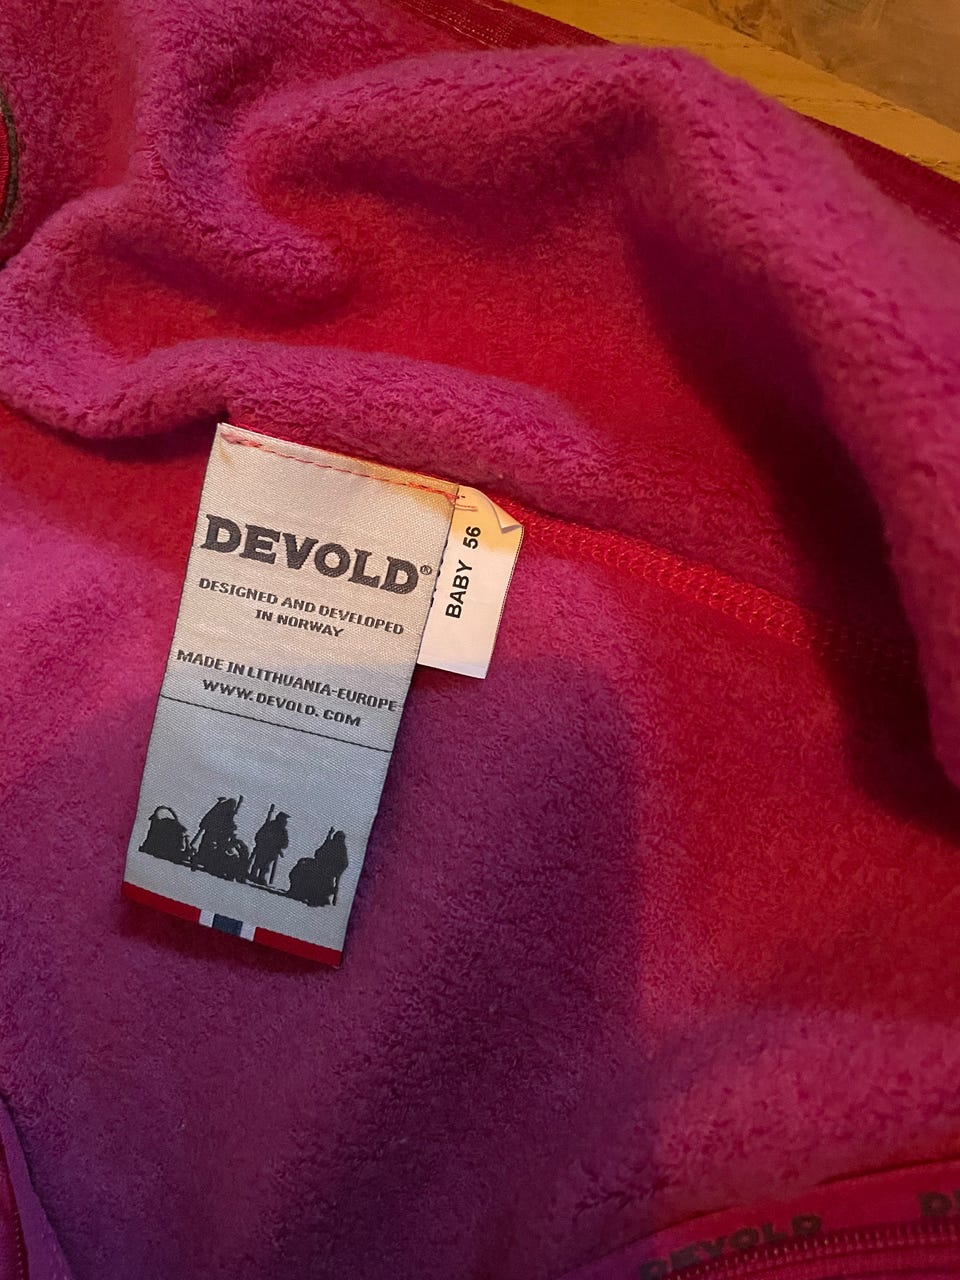 DEVOLD®
DESIGNED AND DEVELOPED
IN NORWAY
MADE IN LITHUANIA-EUROPE
WWW.DEVOLD.COM
BABY 56
DEVOLD